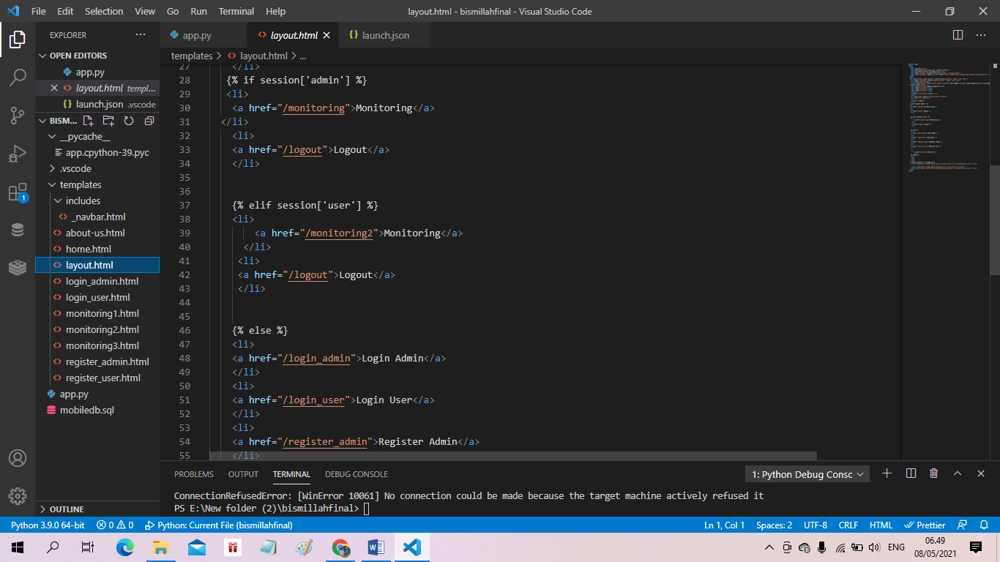 File Edit Selection View Go Run Terminal Help
layout.html - bismillahfinal - Visual Studio Code
EXPLORER
OPEN EDITORS
app.py
layout.html templ...
launch.json .vscode
BISM...
__pycache__
app.cpython-39.pyc
.vscode
templates
includes
_navbar.html
about-us.html
home.html
layout.html
login_admin.html
login_user.html
monitoring1.html
monitoring2.html
monitoring3.html
register_admin.html
register_user.html
app.py
mobiledb.sql
OUTLINE
1
app.py layout.html launch.json
templates > layout.html > ...
27 </li>
28 {% if session['admin'] %}
29 <li>
30 <a href="/monitoring">Monitoring</a>
31 </li>
32 <li>
33 <a href="/logout">Logout</a>
34 </li>
35
36
37 {% elif session['user'] %}
38 <li>
39 <a href="/monitoring2">Monitoring</a>
40 </li>
41 <li>
42 <a href="/logout">Logout</a>
43 </li>
44
45
46 {% else %}
47 <li>
48 <a href="/login_admin">Login Admin</a>
49 </li>
50 <li>
51 <a href="/login_user">Login User</a>
52 </li>
53 <li>
54 <a href="/register_admin">Register Admin</a>
55 </li>
PROBLEMS OUTPUT TERMINAL DEBUG CONSOLE
1: Python Debug Consc
ConnectionRefusedError: [WinError 10061] No connection could be made because the target machine actively refused it
PS E:\New folder (2)\bismillahfinal>
Python 3.9.0 64-bit 0 0 Python: Current File (bismillahfinal)
Ln 1, Col 1 Spaces: 2 UTF-8 CRLF HTML Prettier
ENG
06.49
08/05/2021